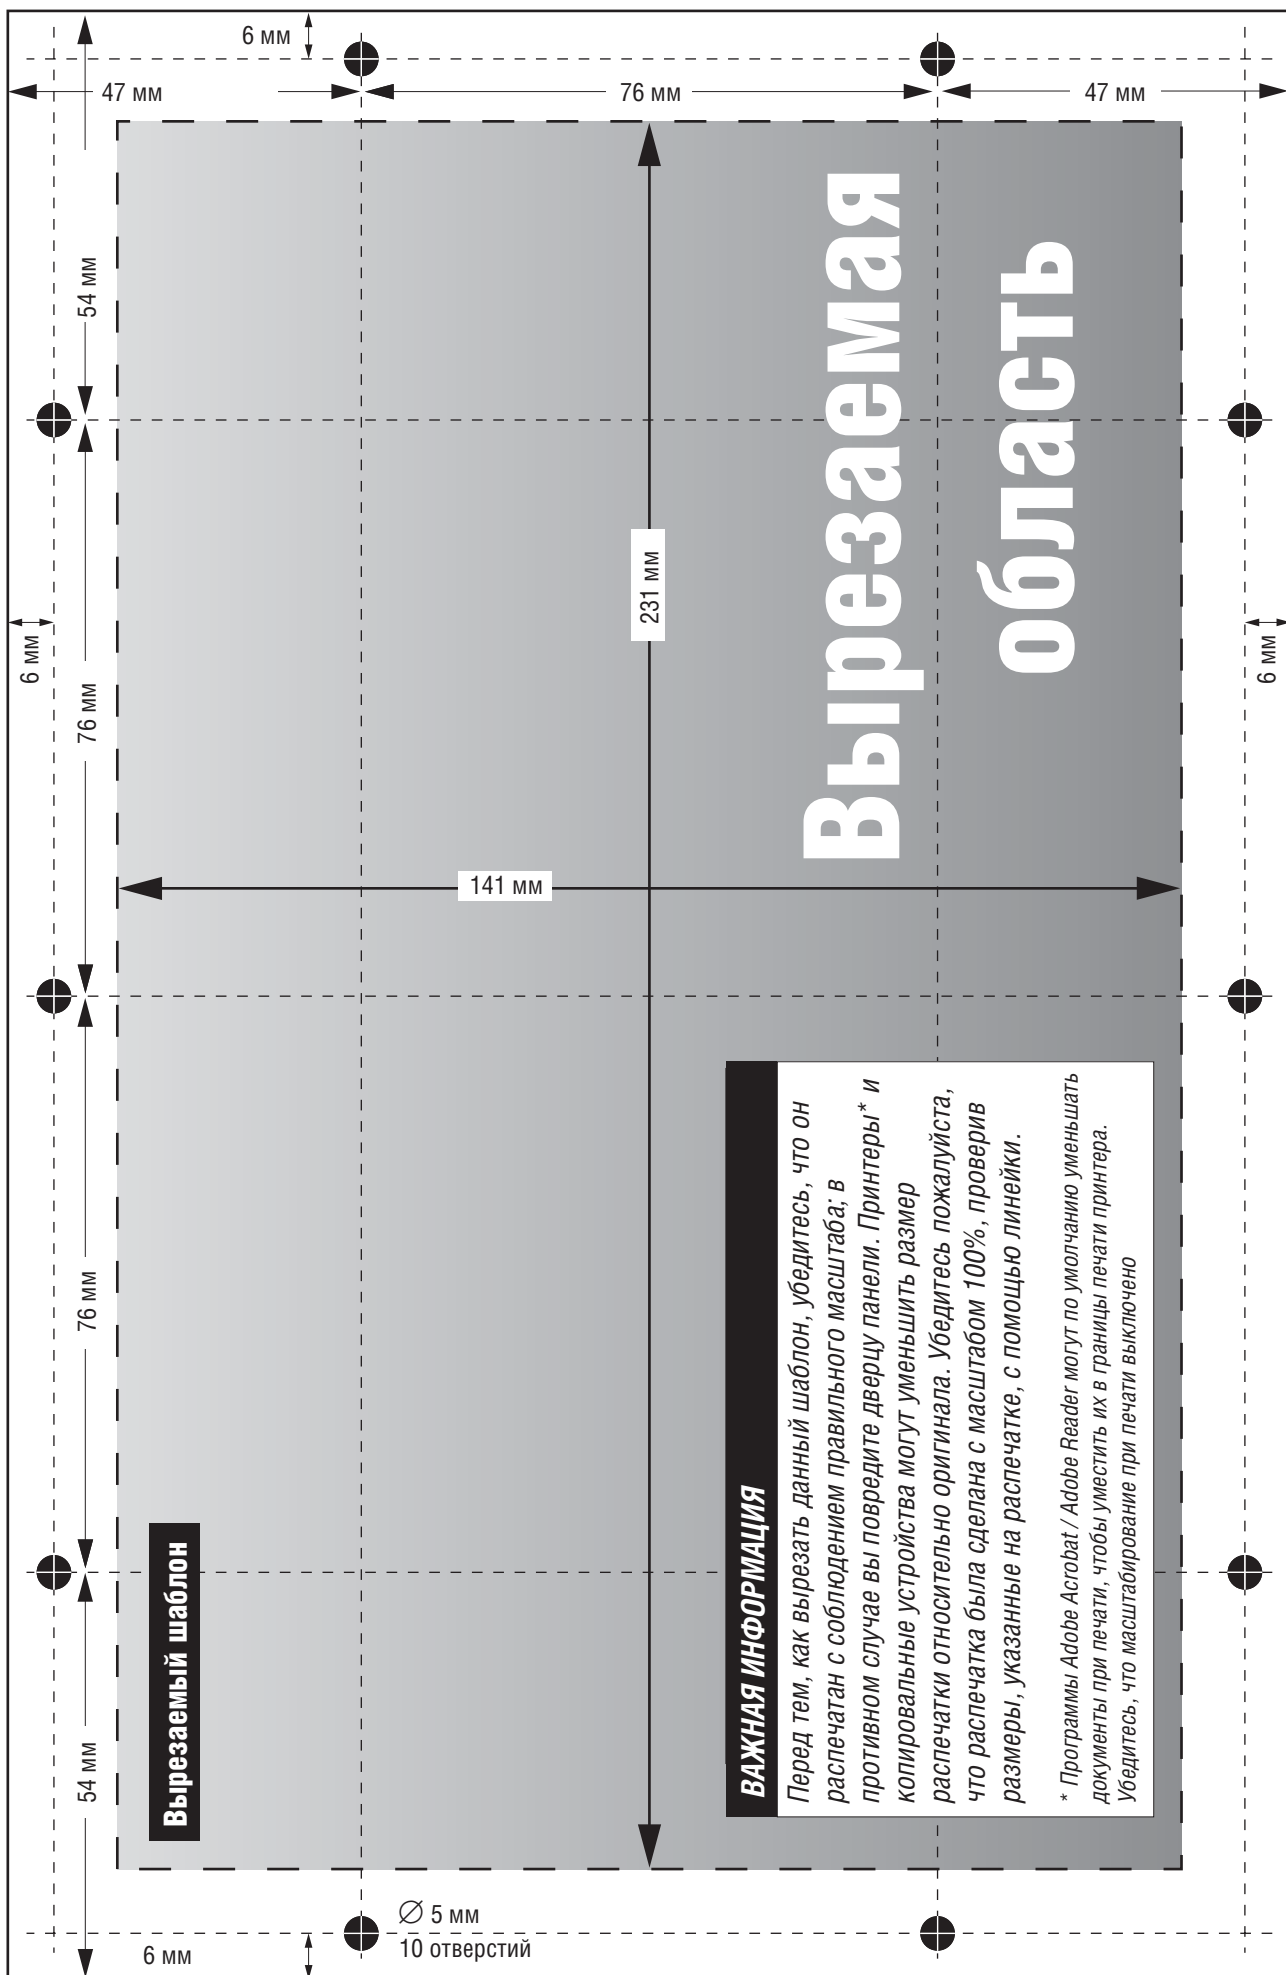 6 мм
47 мм
76 мм
47 мм
54 мм
76 мм
76 мм
54 мм
6 мм
6 мм
231 мм
141 мм
Вырезаемая
область
Вырезаемый шаблон
ВАЖНАЯ ИНФОРМАЦИЯ
Перед тем, как вырезать данный шаблон, убедитесь, что он
распечатан с соблюдением правильного масштаба; в
противном случае вы повредите дверцу панели. Принтеры* и
копировальные устройства могут уменьшить размер
распечатки относительно оригинала. Убедитесь пожалуйста,
что распечатка была сделана с масштабом 100%, проверив
размеры, указанные на распечатке, с помощью линейки.
* Программы Adobe Acrobat / Adobe Reader могут по умолчанию уменьшать
документы при печати, чтобы уместить их в границы печати принтера.
Убедитесь, что масштабирование при печати выключено
∅ 5 мм
10 отверстий
6 мм